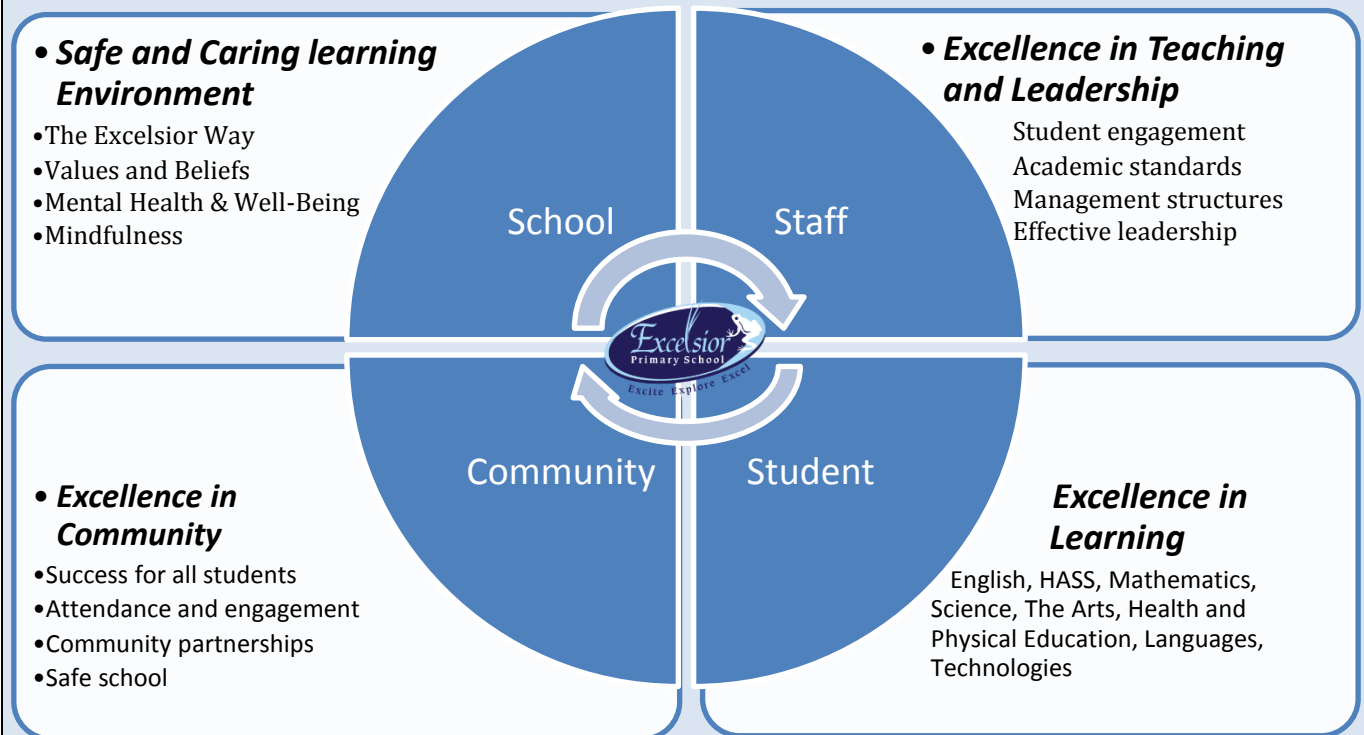 • Safe and Caring learning
Environment
•The Excelsior Way
•Values and Beliefs
•Mental Health & Well-Being
•Mindfulness
• Excellence in Teaching
and Leadership
Student engagement
Academic standards
Management structures
Effective leadership
School
Staff
Excelsior
Primary School
Excite Explore Excel
Community
Student
• Excellence in
Community
•Success for all students
•Attendance and engagement
•Community partnerships
•Safe school
Excellence in
Learning
English, HASS, Mathematics,
Science, The Arts, Health and
Physical Education, Languages,
Technologies